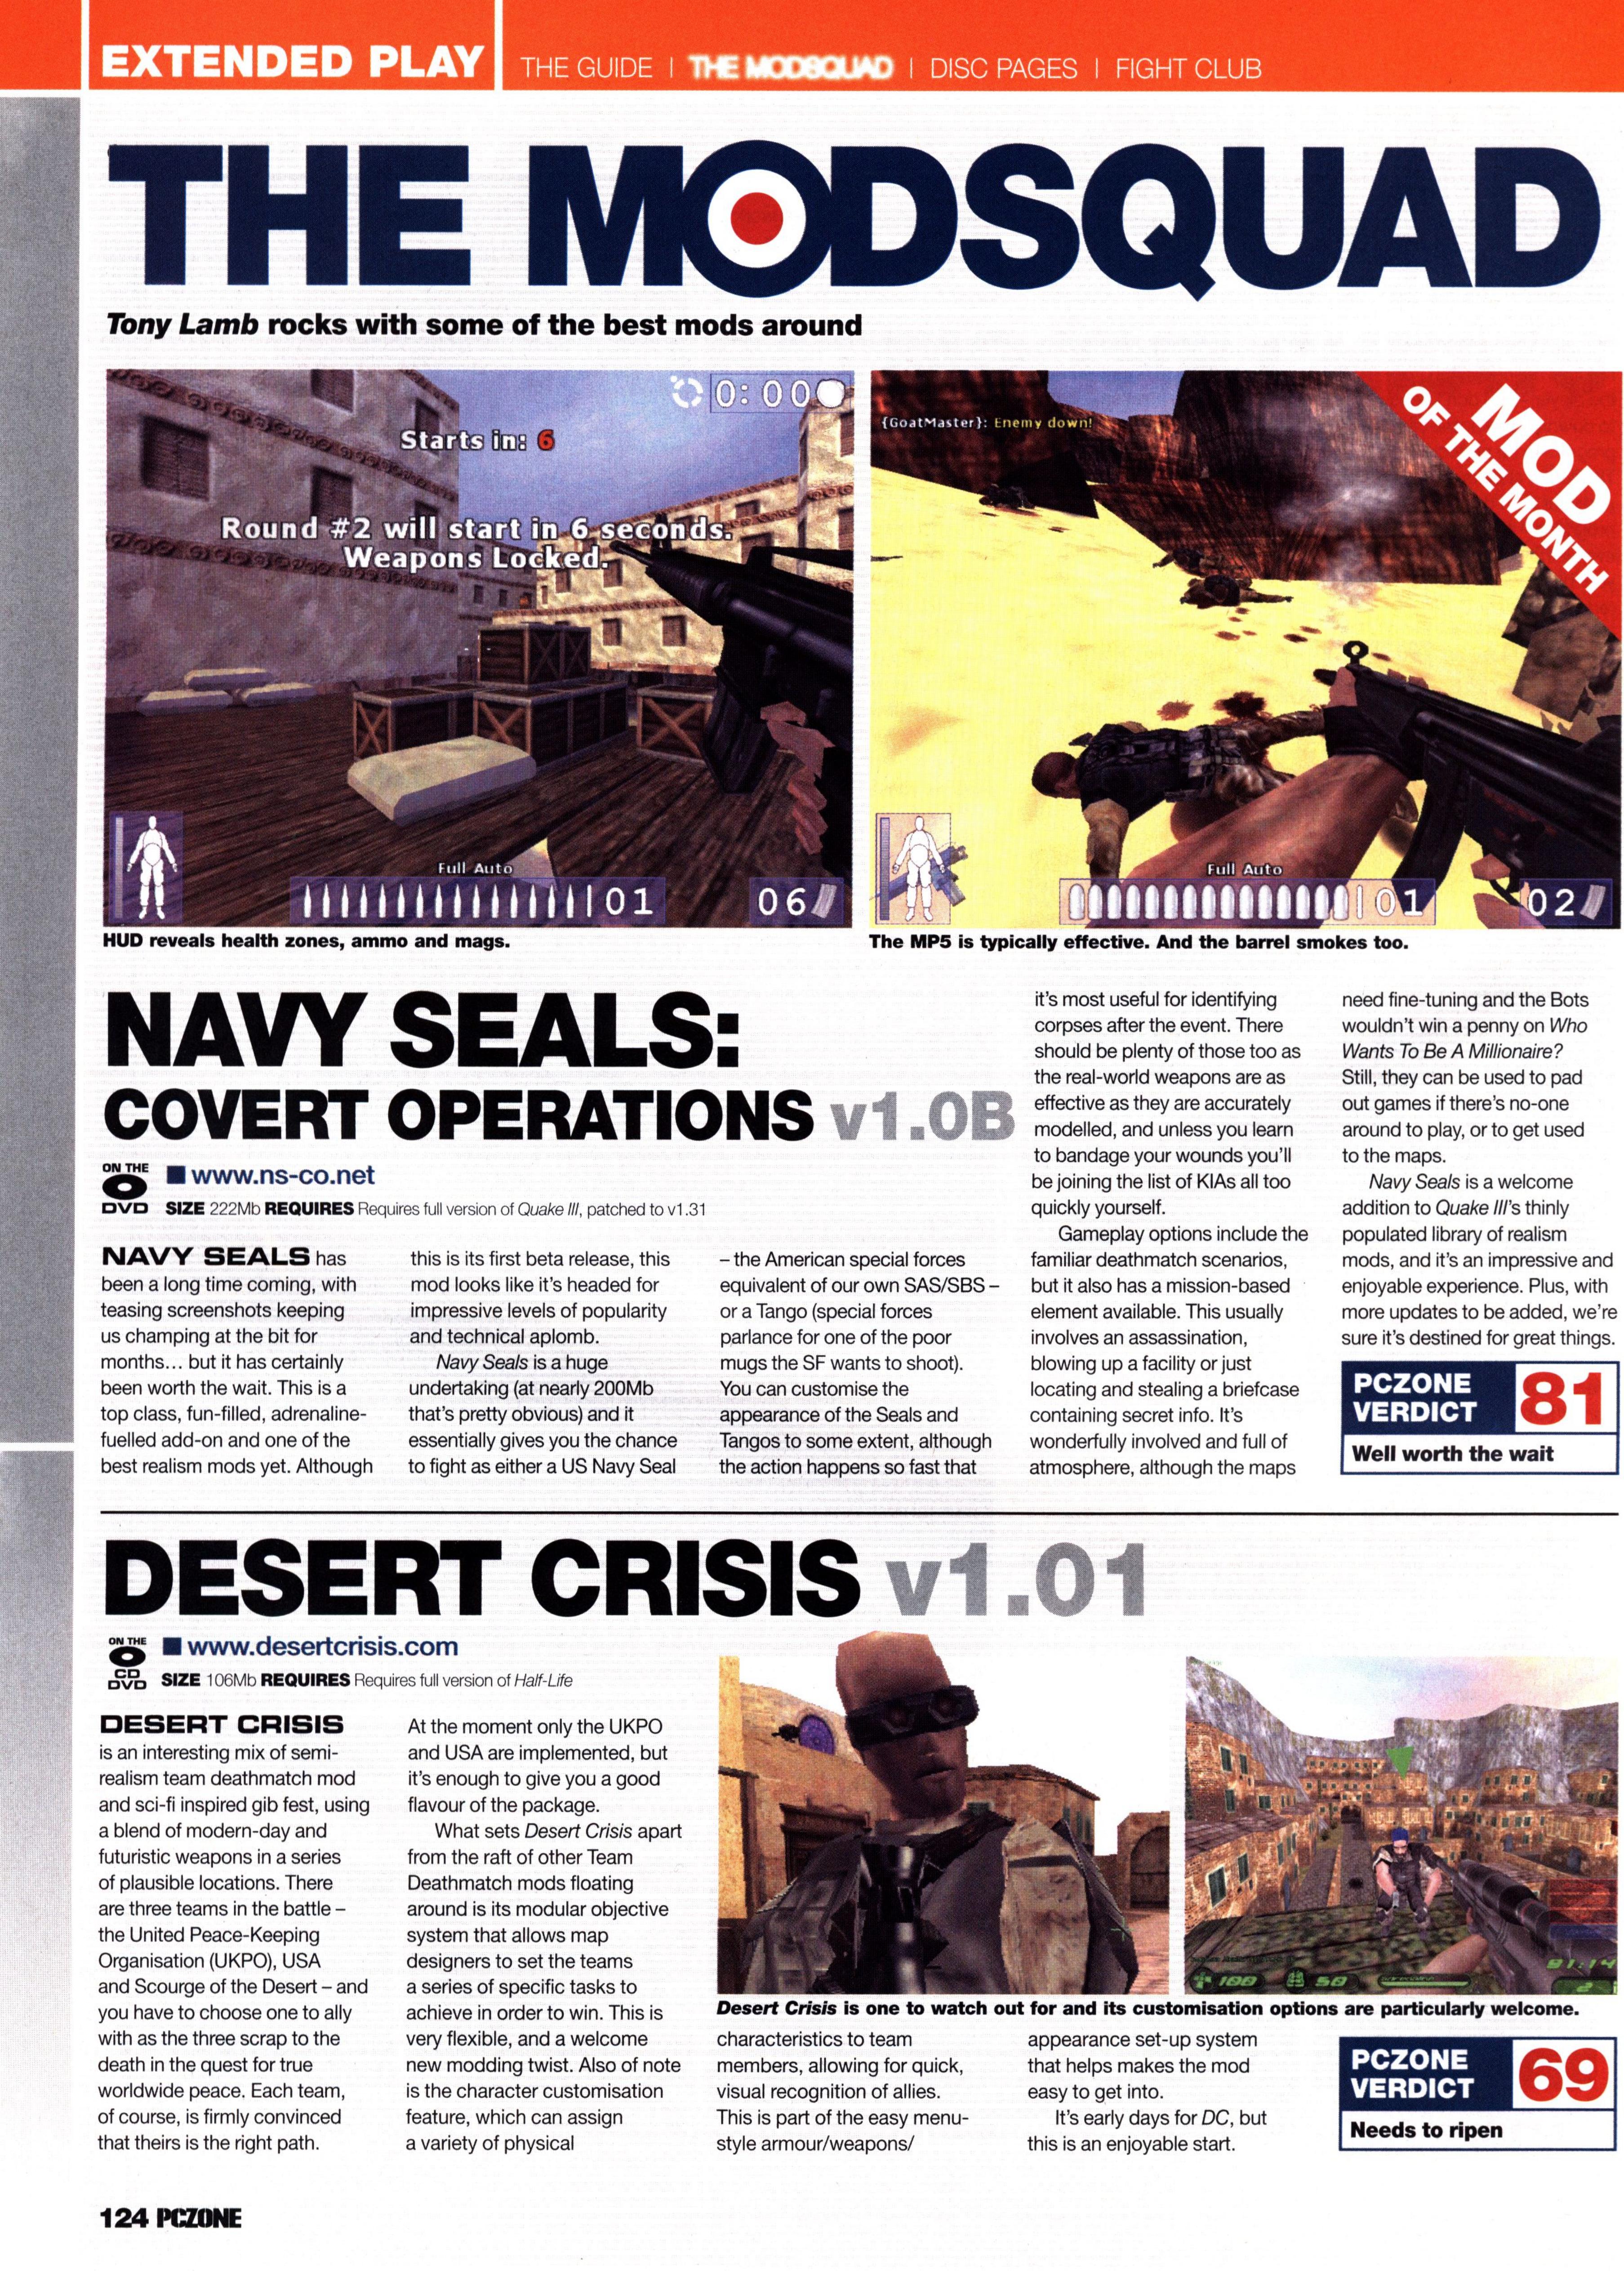 EXTENDED PLAY
THE GUIDE | THE MODSQUAD | DISC PAGES | FIGHT CLUB
THE MODSQUAD
Tony Lamb rocks with some of the best mods around
0:00
Starts in: 6
Round #2 will start in 6 seconds.
Weapons Locked.
Full Auto
01
06
{GoatMaster}: Enemy down!
MOD
OF THE MONTH
Full Auto
01
02
HUD reveals health zones, ammo and mags.
The MP5 is typically effective. And the barrel smokes too.
NAVY SEALS:
COVERT OPERATIONS v1.0B
ON THE
DVD
■ www.ns-co.net
SIZE 222Mb REQUIRES Requires full version of Quake III, patched to v1.31
NAVY SEALS has
been a long time coming, with
teasing screenshots keeping
us champing at the bit for
months... but it has certainly
been worth the wait. This is a
top class, fun-filled, adrenaline-
fuelled add-on and one of the
best realism mods yet. Although
this is its first beta release, this
mod looks like it's headed for
impressive levels of popularity
and technical aplomb.
Navy Seals is a huge
undertaking (at nearly 200Mb
that's pretty obvious) and it
essentially gives you the chance
to fight as either a US Navy Seal
– the American special forces
equivalent of our own SAS/SBS –
or a Tango (special forces
parlance for one of the poor
mugs the SF wants to shoot).
You can customise the
appearance of the Seals and
Tangos to some extent, although
the action happens so fast that
it's most useful for identifying
corpses after the event. There
should be plenty of those too as
the real-world weapons are as
effective as they are accurately
modelled, and unless you learn
to bandage your wounds you'll
be joining the list of KIAs all too
quickly yourself.
Gameplay options include the
familiar deathmatch scenarios,
but it also has a mission-based
element available. This usually
involves an assassination,
blowing up a facility or just
locating and stealing a briefcase
containing secret info. It's
wonderfully involved and full of
atmosphere, although the maps
need fine-tuning and the Bots
wouldn't win a penny on Who
Wants To Be A Millionaire?
Still, they can be used to pad
out games if there's no-one
around to play, or to get used
to the maps.
Navy Seals is a welcome
addition to Quake III's thinly
populated library of realism
mods, and it's an impressive and
enjoyable experience. Plus, with
more updates to be added, we're
sure it's destined for great things.
PCZONE
VERDICT
81
Well worth the wait
DESERT CRISIS v1.01
ON THE
CD
DVD
■ www.desertcrisis.com
SIZE 106Mb REQUIRES Requires full version of Half-Life
DESERT CRISIS
is an interesting mix of semi-
realism team deathmatch mod
and sci-fi inspired gib fest, using
a blend of modern-day and
futuristic weapons in a series
of plausible locations. There
are three teams in the battle –
the United Peace-Keeping
Organisation (UKPO), USA
and Scourge of the Desert – and
you have to choose one to ally
with as the three scrap to the
death in the quest for true
worldwide peace. Each team,
of course, is firmly convinced
that theirs is the right path.
At the moment only the UKPO
and USA are implemented, but
it's enough to give you a good
flavour of the package.
What sets Desert Crisis apart
from the raft of other Team
Deathmatch mods floating
around is its modular objective
system that allows map
designers to set the teams
a series of specific tasks to
achieve in order to win. This is
very flexible, and a welcome
new modding twist. Also of note
is the character customisation
feature, which can assign
a variety of physical
100
50
91:14
2
Desert Crisis is one to watch out for and its customisation options are particularly welcome.
characteristics to team
members, allowing for quick,
visual recognition of allies.
This is part of the easy menu-
style armour/weapons/
appearance set-up system
that helps makes the mod
easy to get into.
It's early days for DC, but
this is an enjoyable start.
PCZONE
VERDICT
69
Needs to ripen
124 PCZONE